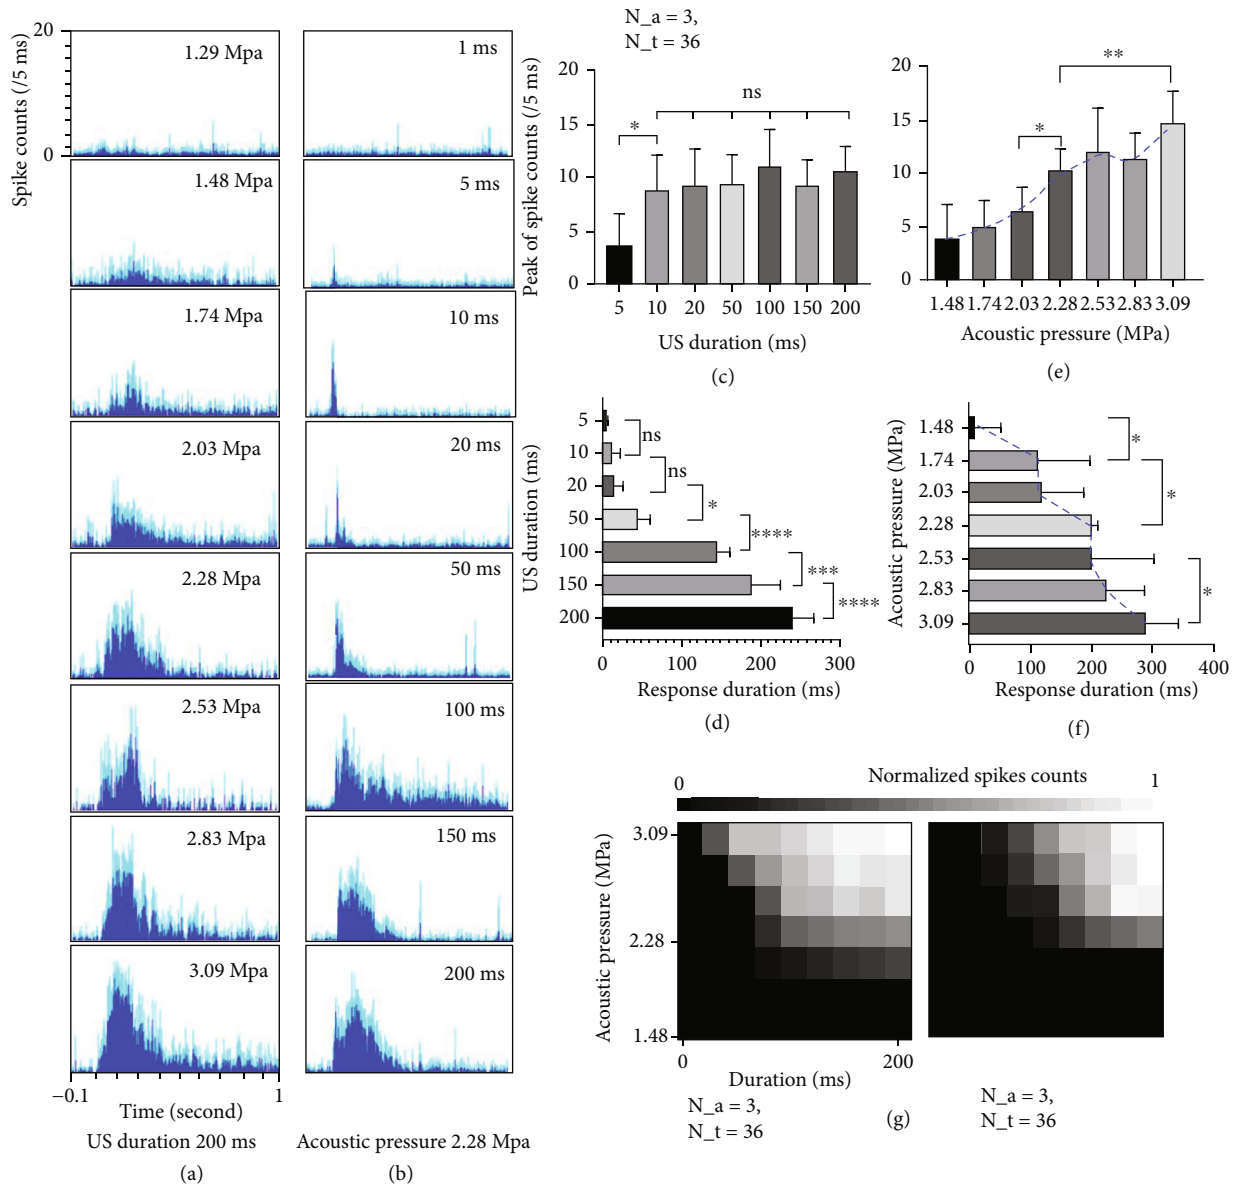 Spike counts (/5 ms)
20
0
1.29 Mpa
1.48 Mpa
1.74 Mpa
2.03 Mpa
2.28 Mpa
2.53 Mpa
2.83 Mpa
3.09 Mpa
−0.1
1
Time (second)
US duration 200 ms
(a)
1 ms
5 ms
10 ms
20 ms
50 ms
100 ms
150 ms
200 ms
Acoustic pressure 2.28 Mpa
(b)
N_a = 3,
N_t = 36
Peak of spike counts (/5 ms)
20
15
10
5
0
*
ns
5 10 20 50 100 150 200
US duration (ms)
(c)
20
15
10
5
0
*
**
1.48 1.74 2.03 2.28 2.53 2.83 3.09
Acoustic pressure (MPa)
(e)
US duration (ms)
5
10
20
50
100
150
200
ns
ns
*
****
***
****
0 100 200 300
Response duration (ms)
(d)
Acoustic pressure (MPa)
1.48
1.74
2.03
2.28
2.53
2.83
3.09
*
*
*
0 100 200 300 400
Response duration (ms)
(f)
0 Normalized spikes counts 1
Acoustic pressure (MPa)
3.09
2.28
1.48
0 200
Duration (ms)
N_a = 3,
N_t = 36
(g)
N_a = 3,
N_t = 36